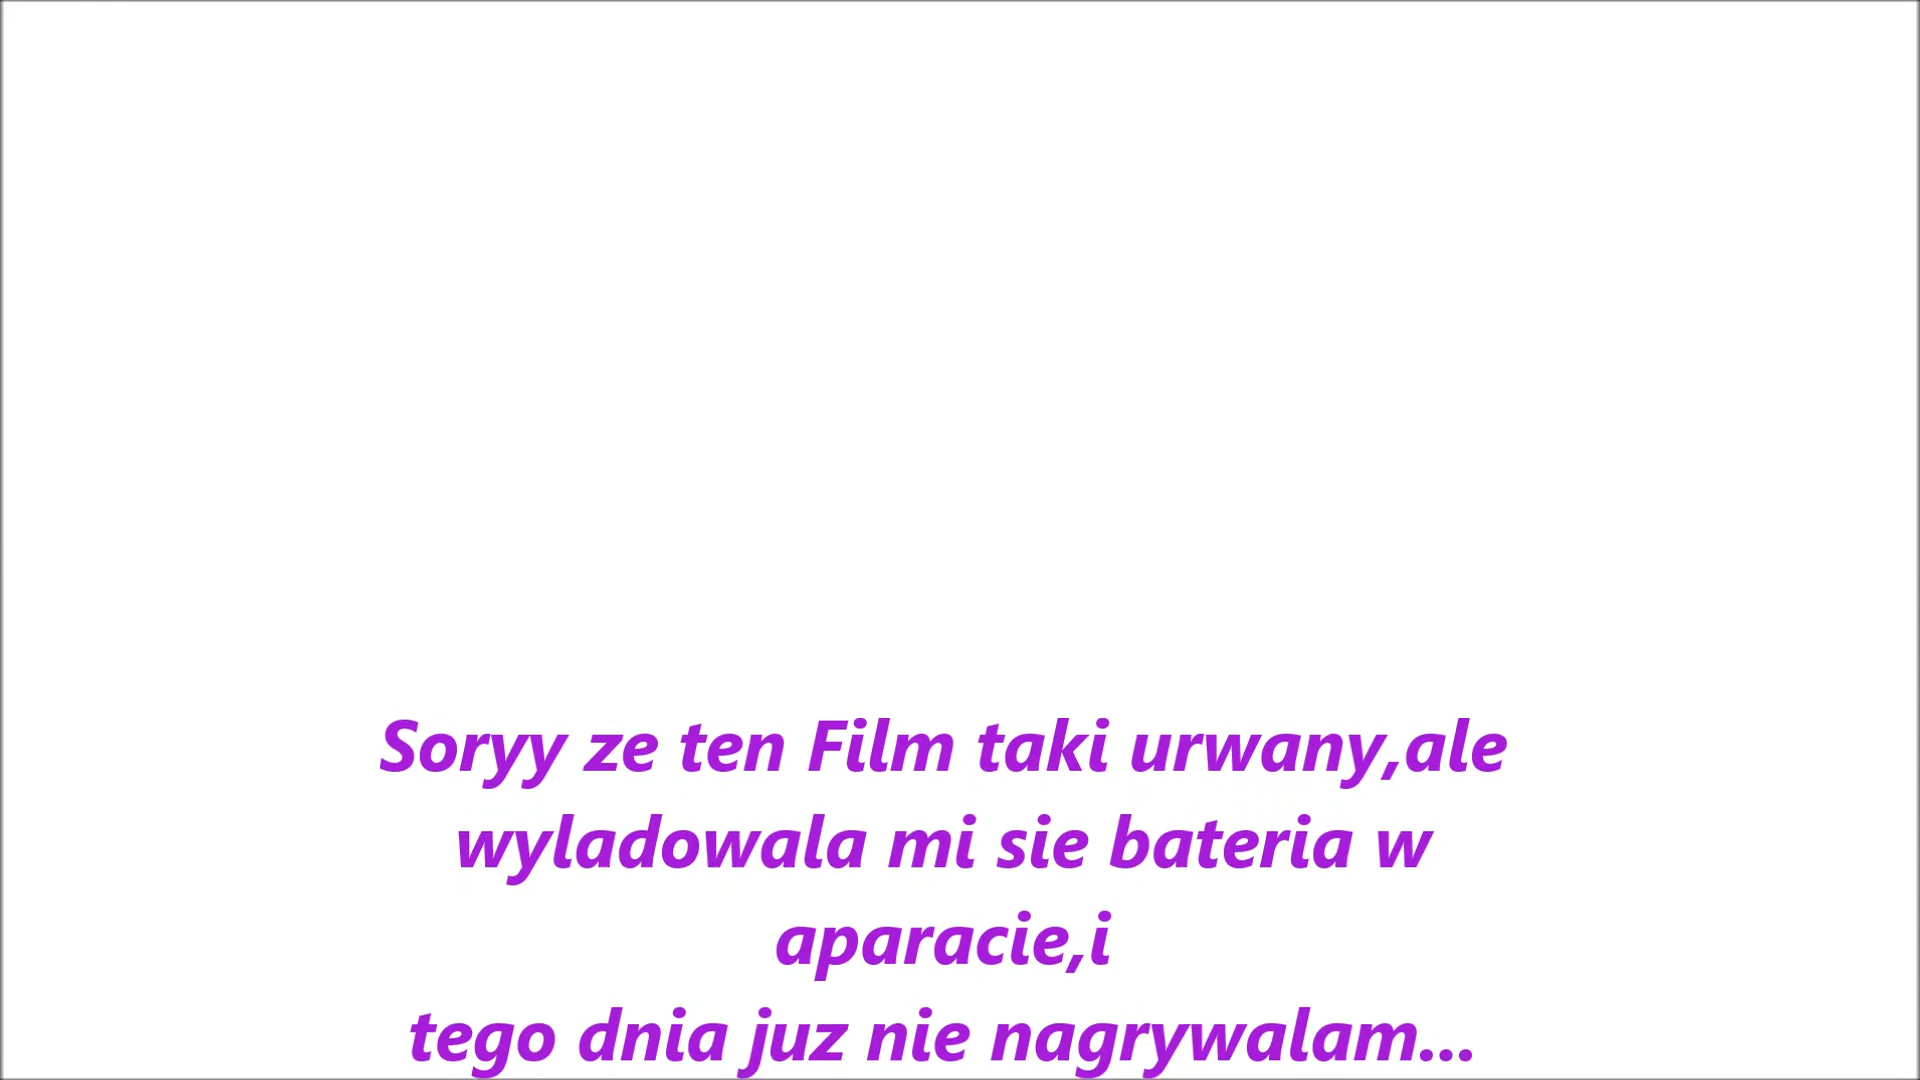 Soryy ze ten Film taki urwany,ale
wyladowala mi sie bateria w
aparacie,i
tego dnia juz nie nagrywalam...